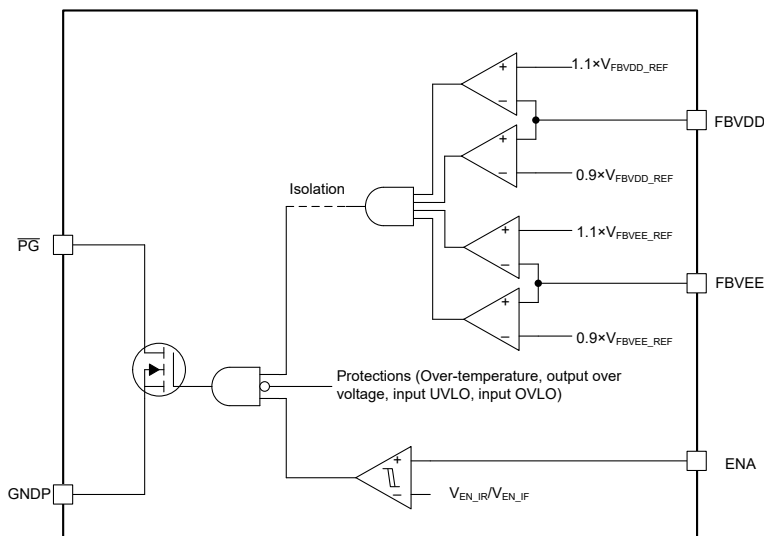 1.1×VFBVDD_REF
+
−
FBVDD
+
−
0.9×VFBVDD_REF
Isolation
+
1.1×VFBVEE_REF
−
PG
FBVEE
+
−
0.9×VFBVEE_REF
Protections (Over-temperature, output over
voltage, input UVLO, input OVLO)
+
ENA
−
VEN_IR/VEN_IF
GNDP